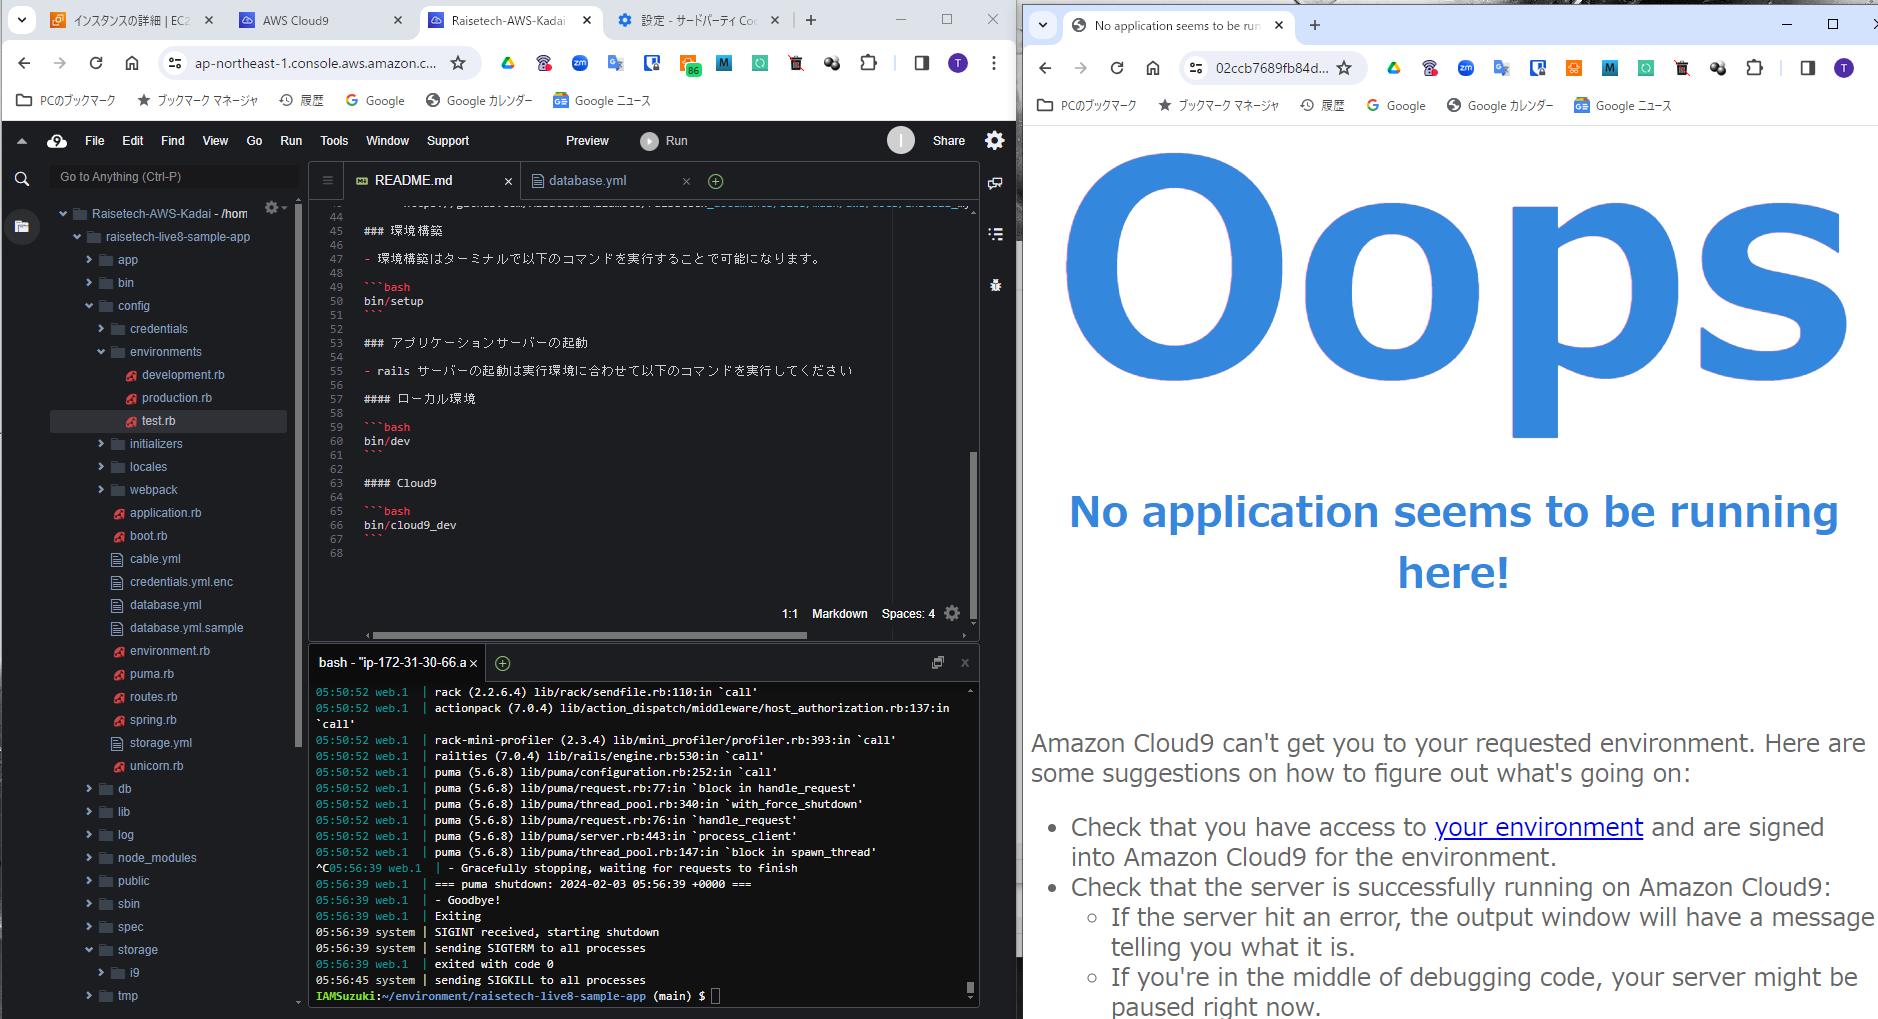 インスタンスの詳細 | EC2
AWS Cloud9
Raisetech-AWS-Kadai
設定 - サードパーティ Coo
ap-northeast-1.console.aws.amazon.c...
86
T
PCのブックマーク
ブックマーク マネージャ
履歴
Google
Google カレンダー
Google ニュース
File Edit Find View Go Run Tools Window Support
Preview
Run
I
Share
Go to Anything (Ctrl-P)
Raisetech-AWS-Kadai - /hom
raisetech-live8-sample-app
app
bin
config
credentials
environments
development.rb
production.rb
test.rb
initializers
locales
webpack
application.rb
boot.rb
cable.yml
credentials.yml.enc
database.yml
database.yml.sample
environment.rb
puma.rb
routes.rb
spring.rb
storage.yml
unicorn.rb
db
lib
log
node_modules
public
sbin
spec
storage
i9
tmp
README.md
database.yml
44
45 ### 環境構築
46
47 - 環境構築はターミナルで以下のコマンドを実行することで可能になります。
48
49 ```bash
50 bin/setup
51 ```
52
53 ### アプリケーションサーバーの起動
54
55 - rails サーバーの起動は実行環境に合わせて以下のコマンドを実行してください
56
57 #### ローカル環境
58
59 ```bash
60 bin/dev
61 ```
62
63 #### Cloud9
64
65 ```bash
66 bin/cloud9_dev
67 ```
68
1:1 Markdown Spaces: 4
bash - "ip-172-31-30-66.a
05:50:52 web.1 | rack (2.2.6.4) lib/rack/sendfile.rb:110:in `call'
05:50:52 web.1 | actionpack (7.0.4) lib/action_dispatch/middleware/host_authorization.rb:137:in
`call'
05:50:52 web.1 | rack-mini-profiler (2.3.4) lib/mini_profiler/profiler.rb:393:in `call'
05:50:52 web.1 | railties (7.0.4) lib/rails/engine.rb:530:in `call'
05:50:52 web.1 | puma (5.6.8) lib/puma/configuration.rb:252:in `call'
05:50:52 web.1 | puma (5.6.8) lib/puma/request.rb:77:in `block in handle_request'
05:50:52 web.1 | puma (5.6.8) lib/puma/thread_pool.rb:340:in `with_force_shutdown'
05:50:52 web.1 | puma (5.6.8) lib/puma/request.rb:76:in `handle_request'
05:50:52 web.1 | puma (5.6.8) lib/puma/server.rb:443:in `process_client'
05:50:52 web.1 | puma (5.6.8) lib/puma/thread_pool.rb:147:in `block in spawn_thread'
^C05:56:39 web.1 | - Gracefully stopping, waiting for requests to finish
05:56:39 web.1 | === puma shutdown: 2024-02-03 05:56:39 +0000 ===
05:56:39 web.1 | - Goodbye!
05:56:39 web.1 | Exiting
05:56:39 system | SIGINT received, starting shutdown
05:56:39 system | sending SIGTERM to all processes
05:56:39 web.1 | exited with code 0
05:56:45 system | sending SIGKILL to all processes
IAMSuzuki:~/environment/raisetech-live8-sample-app (main) $
No application seems to be run
02ccb7689fb84d...
T
PCのブックマーク
ブックマーク マネージャ
履歴
Google
Google カレンダー
Google ニュース
Oops
No application seems to be running
here!
Amazon Cloud9 can't get you to your requested environment. Here are
some suggestions on how to figure out what's going on:
• Check that you have access to your environment and are signed
into Amazon Cloud9 for the environment.
• Check that the server is successfully running on Amazon Cloud9:
◦ If the server hit an error, the output window will have a message
telling you what it is.
◦ If you're in the middle of debugging code, your server might be
paused right now.